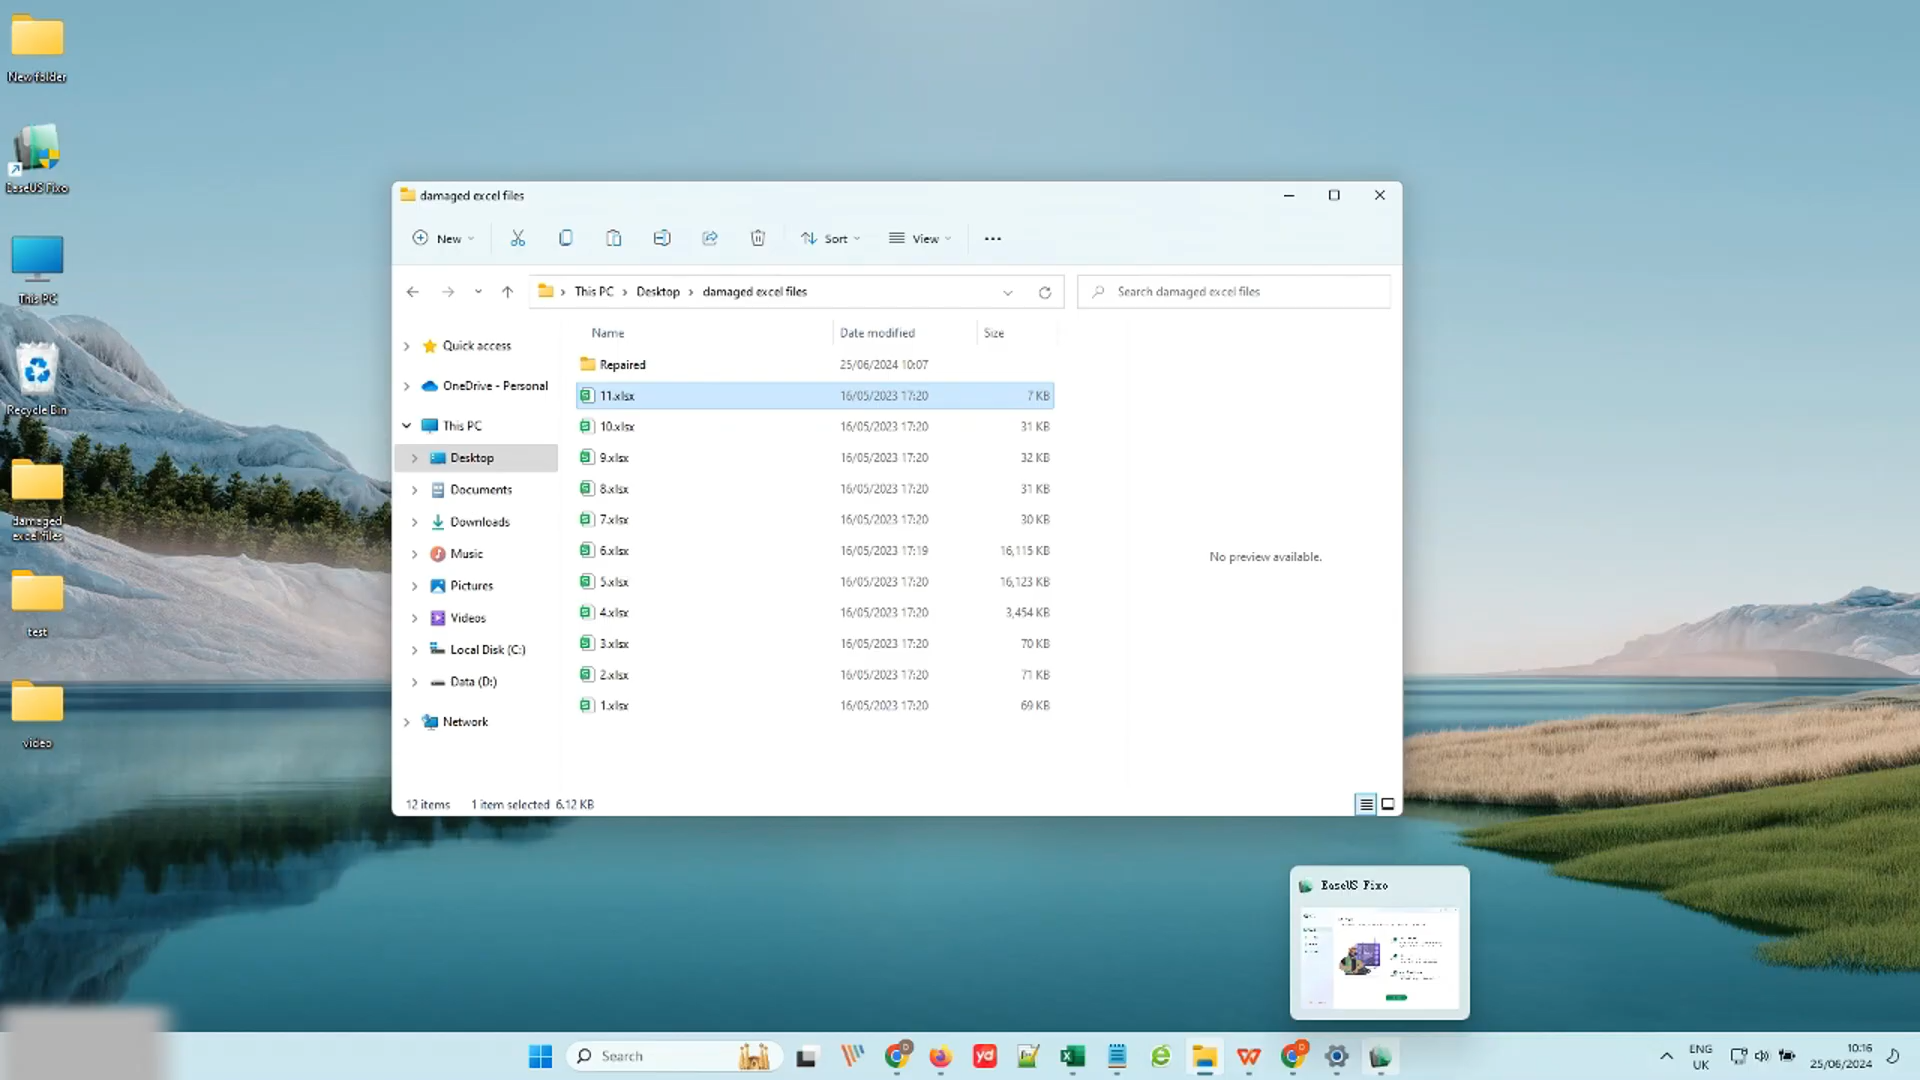 New folder
EaseUS Fixo
This PC
Recycle Bin
damaged
excel files
test
video
damaged excel files
New
Sort
View
This PC
Desktop
damaged excel files
Search damaged excel files
Quick access
OneDrive - Personal
This PC
Desktop
Documents
Downloads
Music
Pictures
Videos
Local Disk (C:)
Data (D:)
Network
Name Date modified Size
Repaired 25/06/2024 10:07
11.xlsx 16/05/2023 17:20 7 KB
10.xlsx 16/05/2023 17:20 31 KB
9.xlsx 16/05/2023 17:20 32 KB
8.xlsx 16/05/2023 17:20 31 KB
7.xlsx 16/05/2023 17:20 30 KB
6.xlsx 16/05/2023 17:19 16,115 KB
5.xlsx 16/05/2023 17:20 16,123 KB
4.xlsx 16/05/2023 17:20 3,454 KB
3.xlsx 16/05/2023 17:20 70 KB
2.xlsx 16/05/2023 17:20 71 KB
1.xlsx 16/05/2023 17:20 69 KB
No preview available.
12 items 1 item selected 6.12 KB
EaseUS Fixo
Search
yd
ENG
UK
10:16
25/06/2024